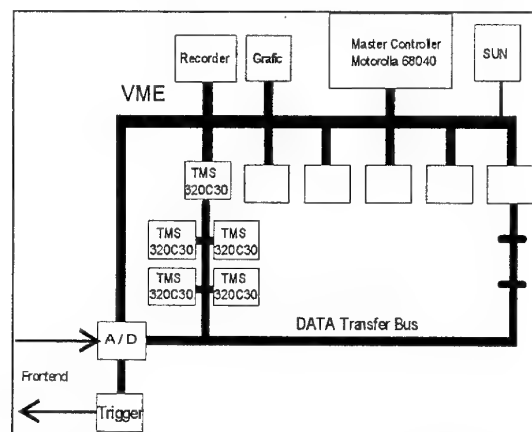 Recorder
Grafic
Master Controller
Motorolla 68040
SUN
VME
TMS
320C30
TMS
320C30
TMS
320C30
TMS
320C30
TMS
320C30
DATA Transfer Bus
A/D
Frontend
Trigger